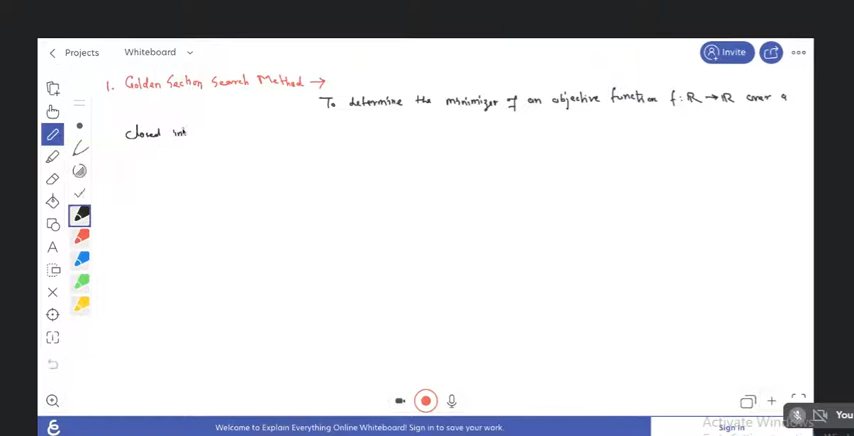 Projects
Whiteboard
Invite
1. Golden Section Search Method →
To determine the minimizer of an objective function f: ℝ → ℝ over a
closed int
A
Activate Windows
You
Welcome to Explain Everything Online Whiteboard! Sign in to save your work.
Sign in